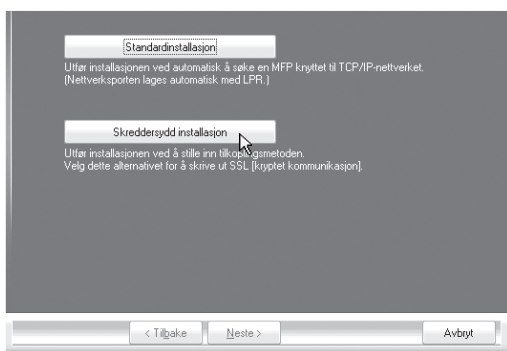 Standardinstallasjon
Utfør installasjonen ved automatisk å søke en MFP knyttet til TCP/IP-nettverket.
(Nettverksporten lages automatisk med LPR.)
Skreddersydd installasjon
Utfør installasjonen ved å stille inn tilkoplingsmetoden.
Velg dette alternativet for å skrive ut SSL [kryptet kommunikasjon].
< Tilbake Neste > Avbryt